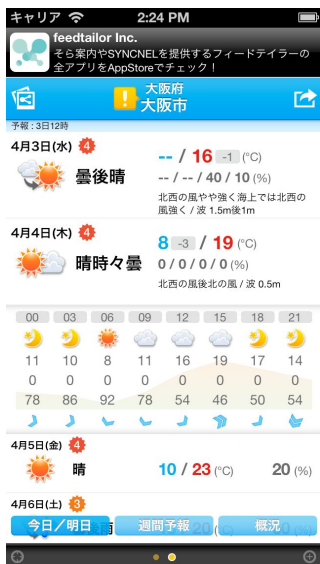 キャリア 2:24 PM
feedtailor Inc.
そら案内やSYNCNELを提供するフィードテイラーの
全アプリをAppStoreでチェック！
大阪府
大阪市
予報 : 3日12時
4月3日(水) 4
-- / 16 -1 (°C)
曇後晴
-- / -- / 40 / 10 (%)
北西の風やや強く海上では北西の
風強く / 波 1.5m後1m
4月4日(木) 4
8 -3 / 19 (°C)
晴時々曇
0 / 0 / 0 / 0 (%)
北西の風後北の風 / 波 0.5m
00 03 06 09 12 15 18 21
11 10 8 11 16 19 17 14
0 0 0 0 0 0 0 0
78 86 92 78 54 46 50 54
4月5日(金) 4
晴 10 / 23 (°C) 20 (%)
4月6日(土) 3
今日／明日 週間予報 概況